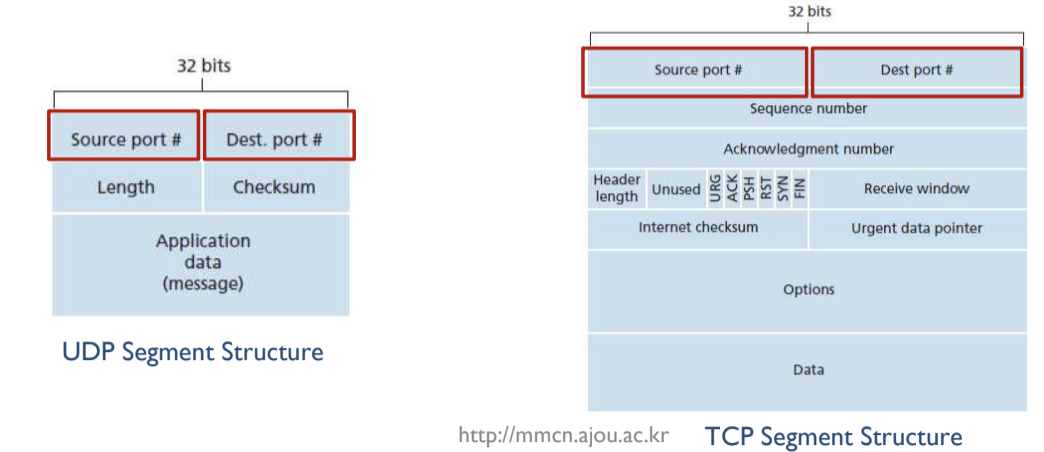 32 bits
Source port #
Dest. port #
Length
Checksum
Application
data
(message)
UDP Segment Structure
32 bits
Source port #
Dest port #
Sequence number
Acknowledgment number
Header
length
Unused
URG
ACK
PSH
RST
SYN
FIN
Receive window
Internet checksum
Urgent data pointer
Options
Data
http://mmcn.ajou.ac.kr
TCP Segment Structure